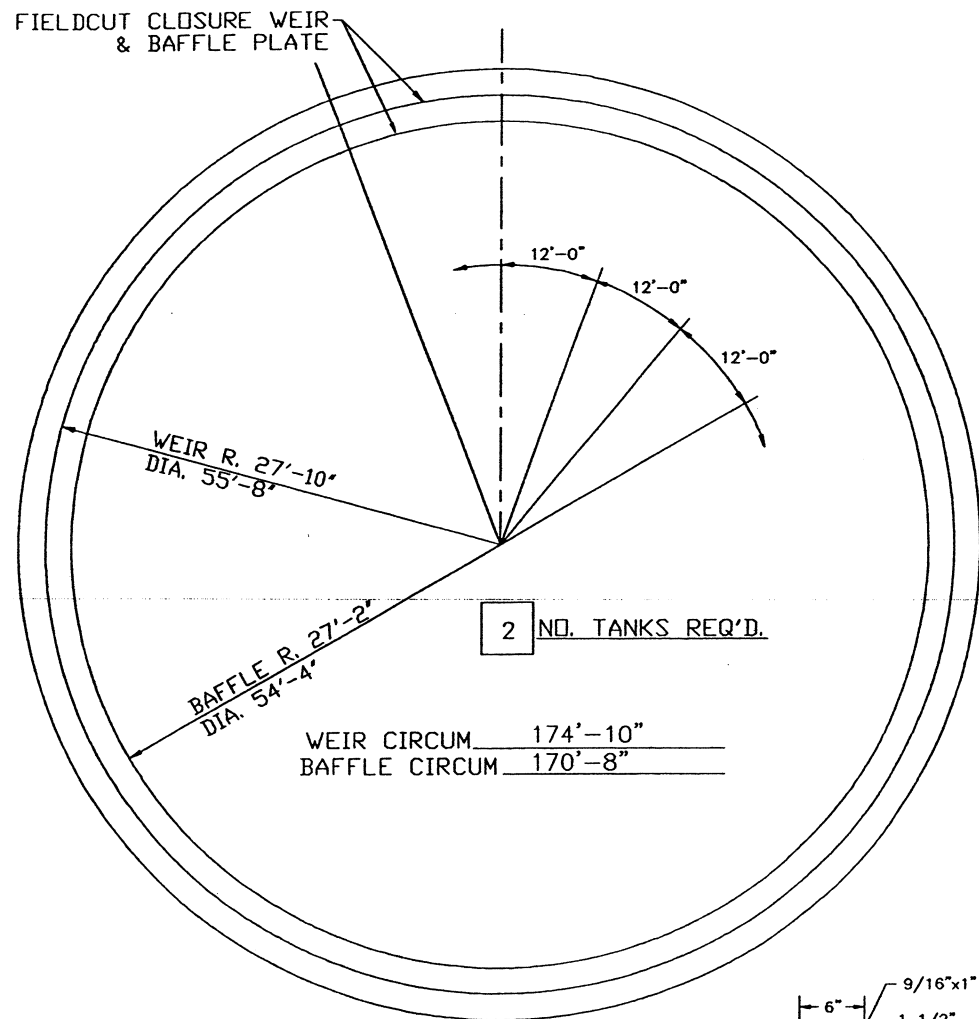 FIELDCUT CLOSURE WEIR
& BAFFLE PLATE
12'-0"
12'-0"
12'-0"
WEIR R. 27'-10"
DIA. 55'-8"
BAFFLE R. 27'-2"
DIA. 54'-4"
2 NO. TANKS REQ'D.
WEIR CIRCUM 174'-10"
BAFFLE CIRCUM 170'-8"
9/16"x1"
6"
1 1/2"